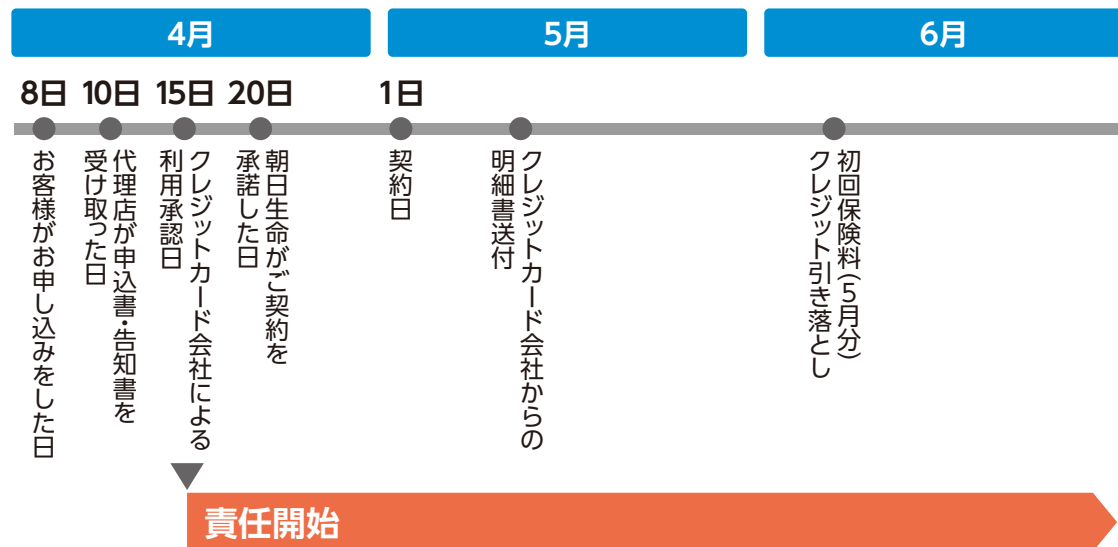 4月
5月
6月
8日
10日
15日
20日
1日
お客様がお申し込みをした日
代理店が申込書・告知書を
受け取った日
クレジットカード会社による
利用承認日
朝日生命がご契約を
承諾した日
契約日
クレジットカード会社からの
明細書送付
初回保険料(5月分)
クレジット引き落とし
責任開始